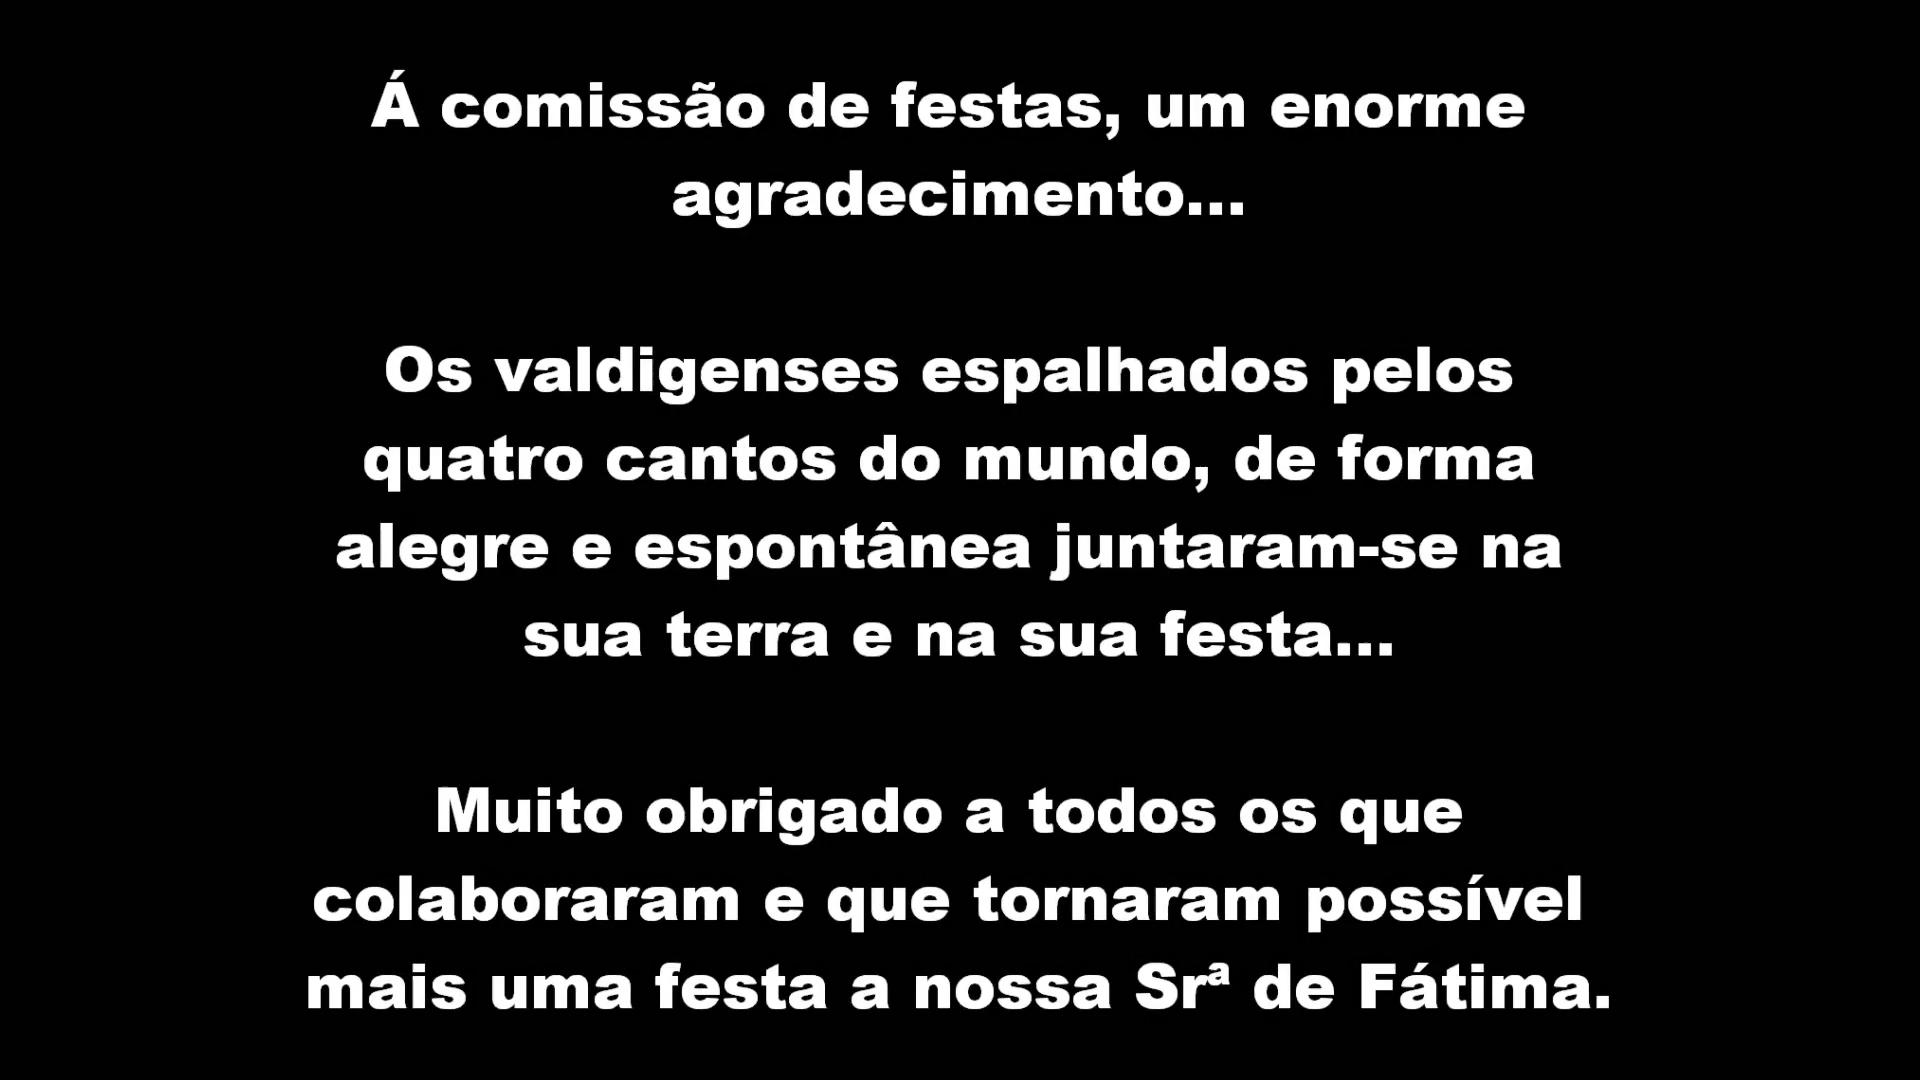 Á comissão de festas, um enorme
agradecimento...
Os valdigenses espalhados pelos
quatro cantos do mundo, de forma
alegre e espontânea juntaram-se na
sua terra e na sua festa...
Muito obrigado a todos os que
colaboraram e que tornaram possível
mais uma festa a nossa Srª de Fátima.